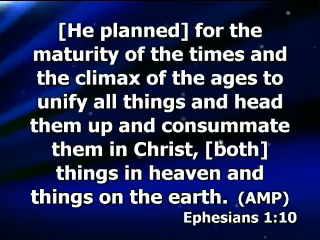 [He planned] for the
maturity of the times and
the climax of the ages to
unify all things and head
them up and consummate
them in Christ, [both]
things in heaven and
things on the earth. (AMP)
Ephesians 1:10